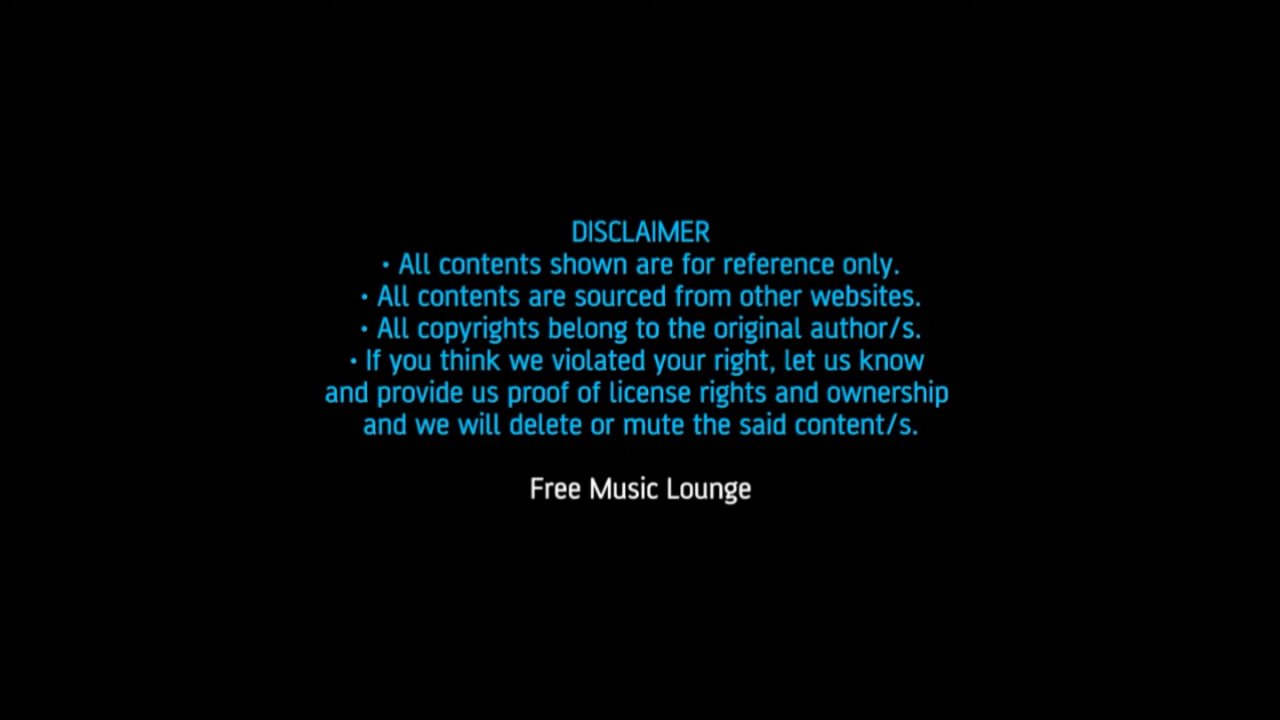 DISCLAIMER
• All contents shown are for reference only.
• All contents are sourced from other websites.
• All copyrights belong to the original author/s.
• If you think we violated your right, let us know
and provide us proof of license rights and ownership
and we will delete or mute the said content/s.
Free Music Lounge